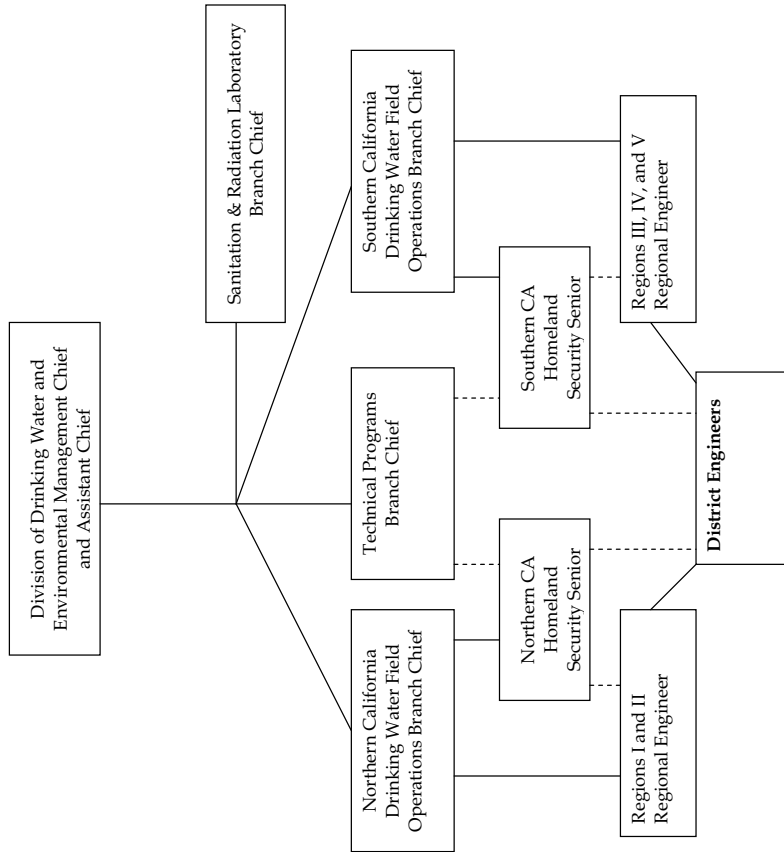 Division of Drinking Water and
Environmental Management Chief
and Assistant Chief
Sanitation & Radiation Laboratory
Branch Chief
Northern California
Drinking Water Field
Operations Branch Chief
Technical Programs
Branch Chief
Southern California
Drinking Water Field
Operations Branch Chief
Northern CA
Homeland
Security Senior
Southern CA
Homeland
Security Senior
Regions I and II
Regional Engineer
Regions III, IV, and V
Regional Engineer
District Engineers